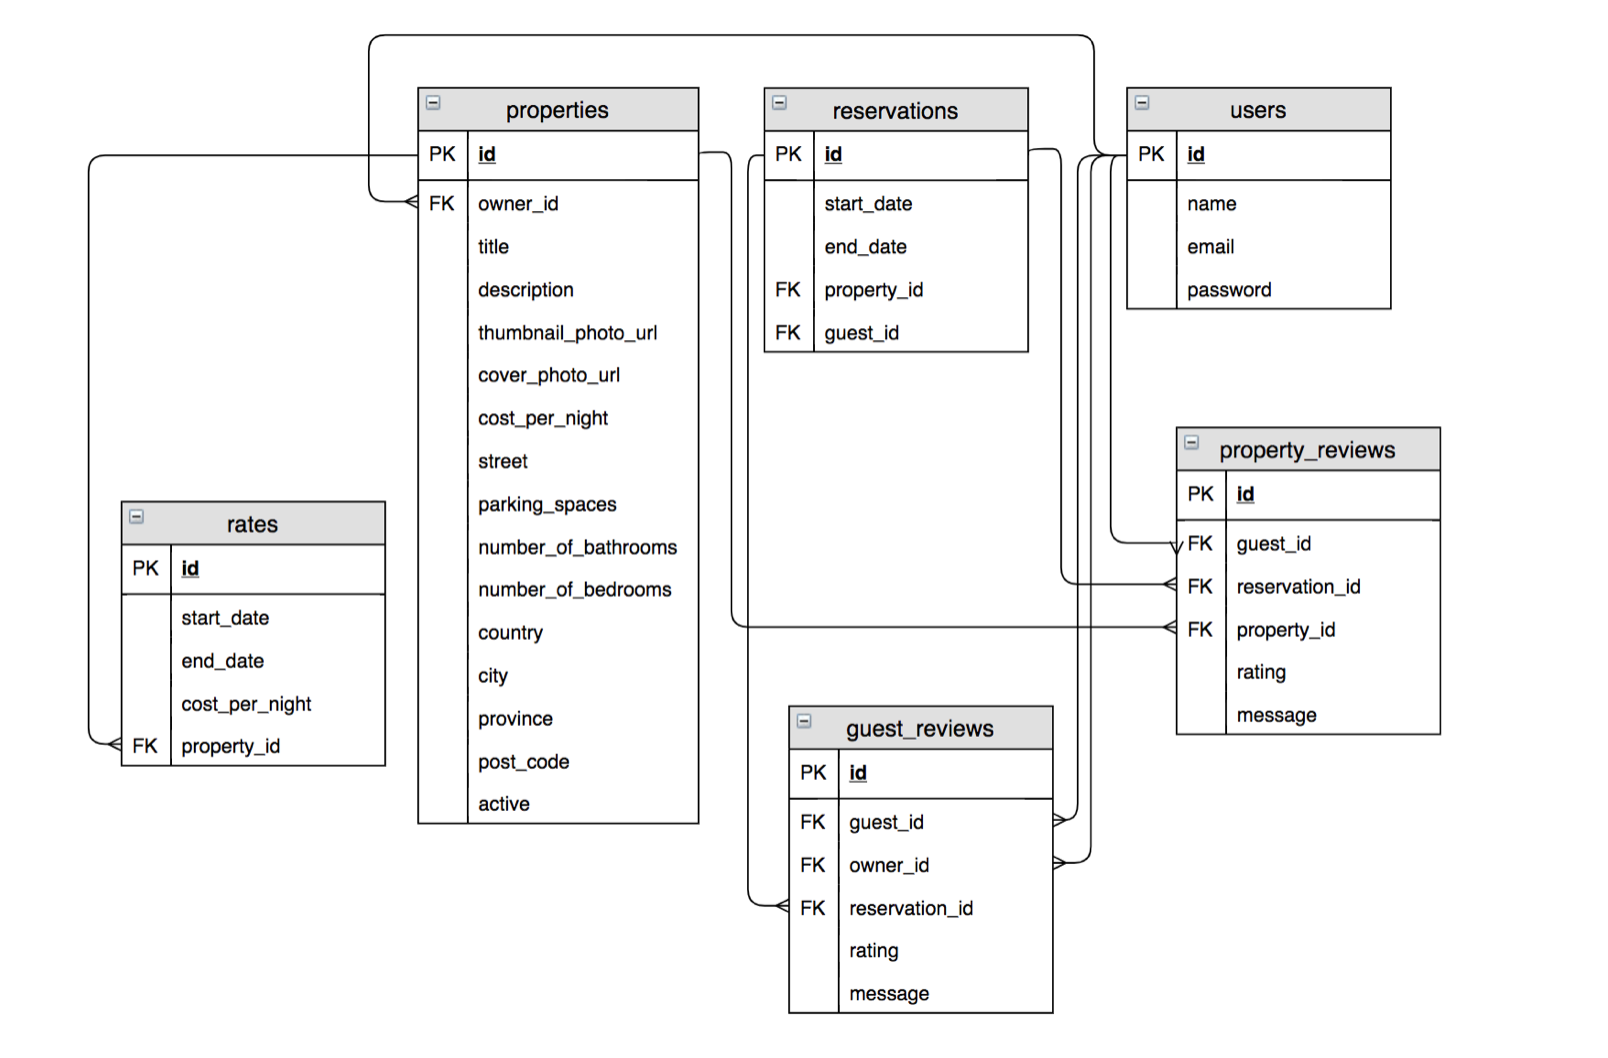 properties
PK id
FK owner_id
title
description
thumbnail_photo_url
cover_photo_url
cost_per_night
street
parking_spaces
number_of_bathrooms
number_of_bedrooms
country
city
province
post_code
active
reservations
PK id
start_date
end_date
FK property_id
FK guest_id
users
PK id
name
email
password
property_reviews
PK id
FK guest_id
FK reservation_id
FK property_id
rating
message
rates
PK id
start_date
end_date
cost_per_night
FK property_id
guest_reviews
PK id
FK guest_id
FK owner_id
FK reservation_id
rating
message